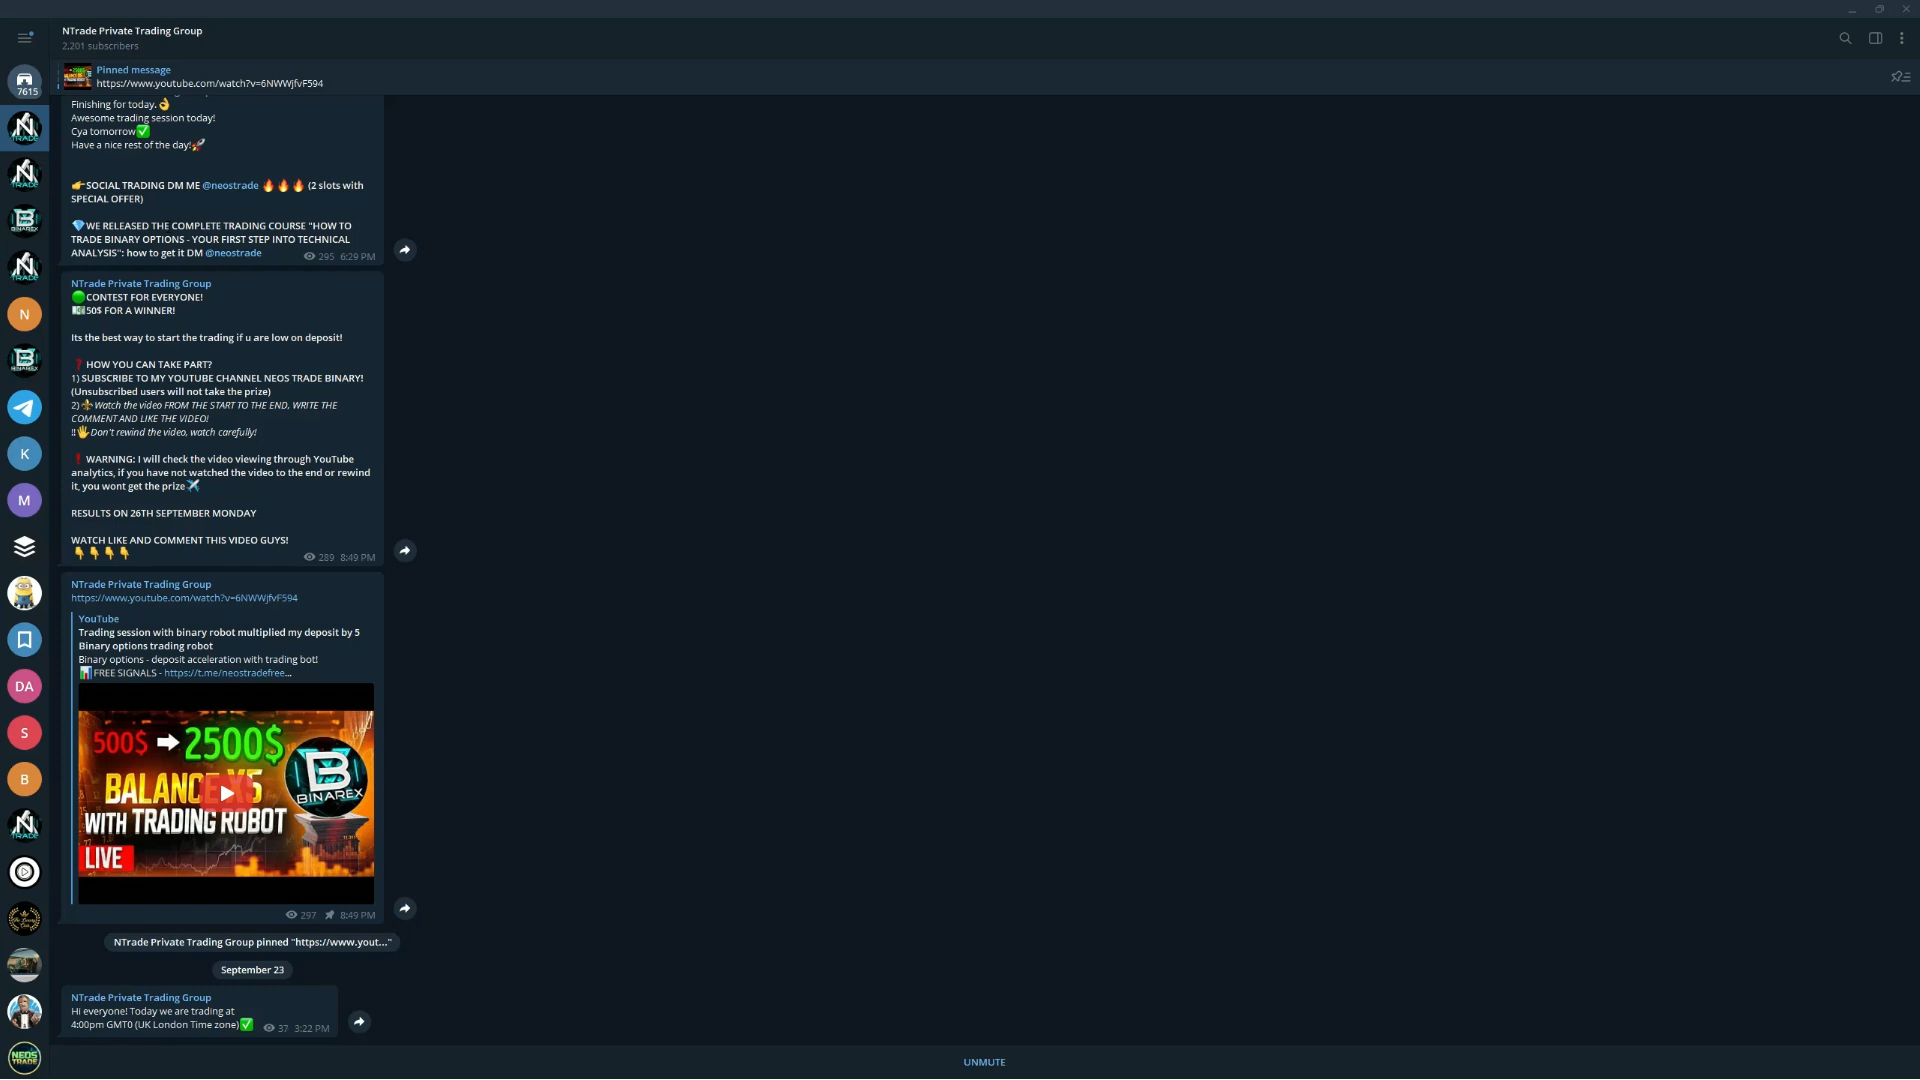 NTrade Private Trading Group
2,201 subscribers
Pinned message
https://www.youtube.com/watch?v=6NWWjfvF594
7615
Finishing for today.👌
Awesome trading session today!
Cya tomorrow✅
Have a nice rest of the day!🚀
👉SOCIAL TRADING DM ME @neostrade 🔥🔥🔥 (2 slots with
SPECIAL OFFER)
💎WE RELEASED THE COMPLETE TRADING COURSE "HOW TO
TRADE BINARY OPTIONS - YOUR FIRST STEP INTO TECHNICAL
ANALYSIS": how to get it DM @neostrade
295 6:29 PM
NTrade Private Trading Group
🟢CONTEST FOR EVERYONE!
💵50$ FOR A WINNER!
Its the best way to start the trading if u are low on deposit!
❓ HOW YOU CAN TAKE PART?
1) SUBSCRIBE TO MY YOUTUBE CHANNEL NEOS TRADE BINARY!
(Unsubscribed users will not take the prize)
2)⚜️Watch the video FROM THE START TO THE END, WRITE THE
COMMENT AND LIKE THE VIDEO!
‼️🖐Don't rewind the video, watch carefully!
❗ WARNING: I will check the video viewing through YouTube
analytics, if you have not watched the video to the end or rewind
it, you wont get the prize✈️
RESULTS ON 26TH SEPTEMBER MONDAY
WATCH LIKE AND COMMENT THIS VIDEO GUYS!
👇👇👇👇
289 8:49 PM
NTrade Private Trading Group
https://www.youtube.com/watch?v=6NWWjfvF594
YouTube
Trading session with binary robot multiplied my deposit by 5
Binary options trading robot
Binary options - deposit acceleration with trading bot!
📊FREE SIGNALS - https://t.me/neostradefree...
500$ 2500$
BALANCE X5
WITH TRADING ROBOT
LIVE
BINAREX
297 8:49 PM
NTrade Private Trading Group pinned "https://www.yout..."
September 23
NTrade Private Trading Group
Hi everyone! Today we are trading at
4:00pm GMT0 (UK London Time zone)✅
37 3:22 PM
UNMUTE
N TRADE
N TRADE
B BINAREX
N TRADE
N
B BINAREX
K
M
DA
S
B
N TRADE
NEOS TRADE